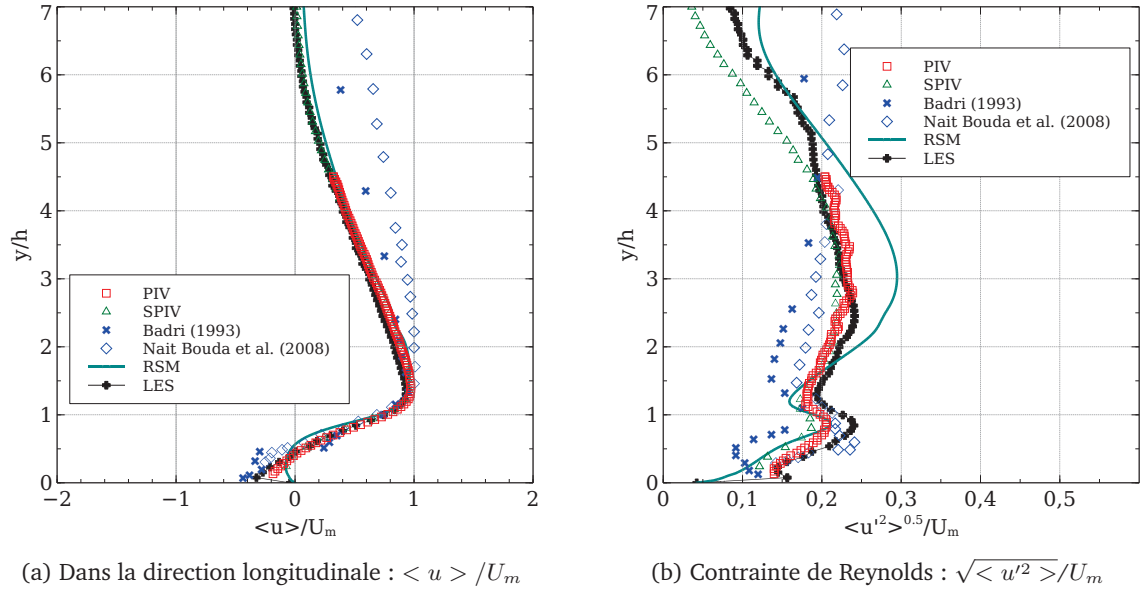 7
6
5
4
3
2
1
0
y/h
PIV
SPIV
Badri (1993)
Nait Bouda et al. (2008)
RSM
LES
−2
−1
0
1
2
<u>/Uₘ
(a) Dans la direction longitudinale : < u > /Uₘ
7
6
5
4
3
2
1
0
y/h
PIV
SPIV
Badri (1993)
Nait Bouda et al. (2008)
RSM
LES
0
0,1
0,2
0,3
0,4
0,5
<u'²>⁰·⁵/Uₘ
(b) Contrainte de Reynolds : √< u′² >/Uₘ